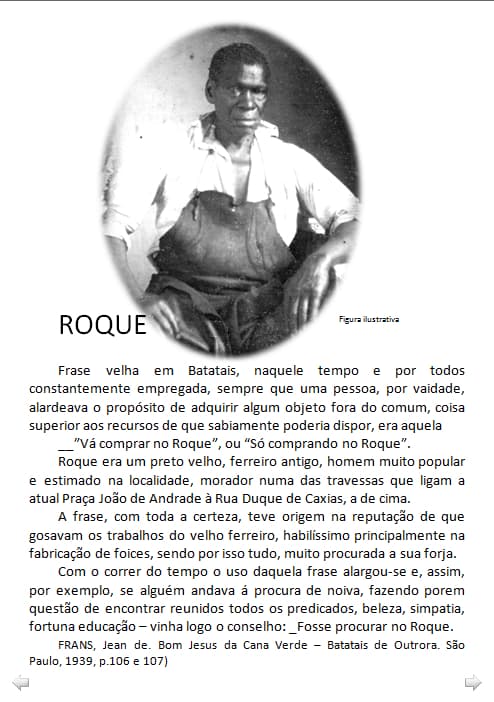 ROQUE
Figura ilustrativa
Frase velha em Batatais, naquele tempo e por todos
constantemente empregada, sempre que uma pessoa, por vaidade,
alardeava o propósito de adquirir algum objeto fora do comum, coisa
superior aos recursos de que sabiamente poderia dispor, era aquela
__"Vá comprar no Roque", ou "Só comprando no Roque".
Roque era um preto velho, ferreiro antigo, homem muito popular
e estimado na localidade, morador numa das travessas que ligam a
atual Praça João de Andrade à Rua Duque de Caxias, a de cima.
A frase, com toda a certeza, teve origem na reputação de que
gosavam os trabalhos do velho ferreiro, habilíssimo principalmente na
fabricação de foices, sendo por isso tudo, muito procurada a sua forja.
Com o correr do tempo o uso daquela frase alargou-se e, assim,
por exemplo, se alguém andava á procura de noiva, fazendo porem
questão de encontrar reunidos todos os predicados, beleza, simpatia,
fortuna educação – vinha logo o conselho: _Fosse procurar no Roque.
FRANS, Jean de. Bom Jesus da Cana Verde – Batatais de Outrora. São
Paulo, 1939, p.106 e 107)